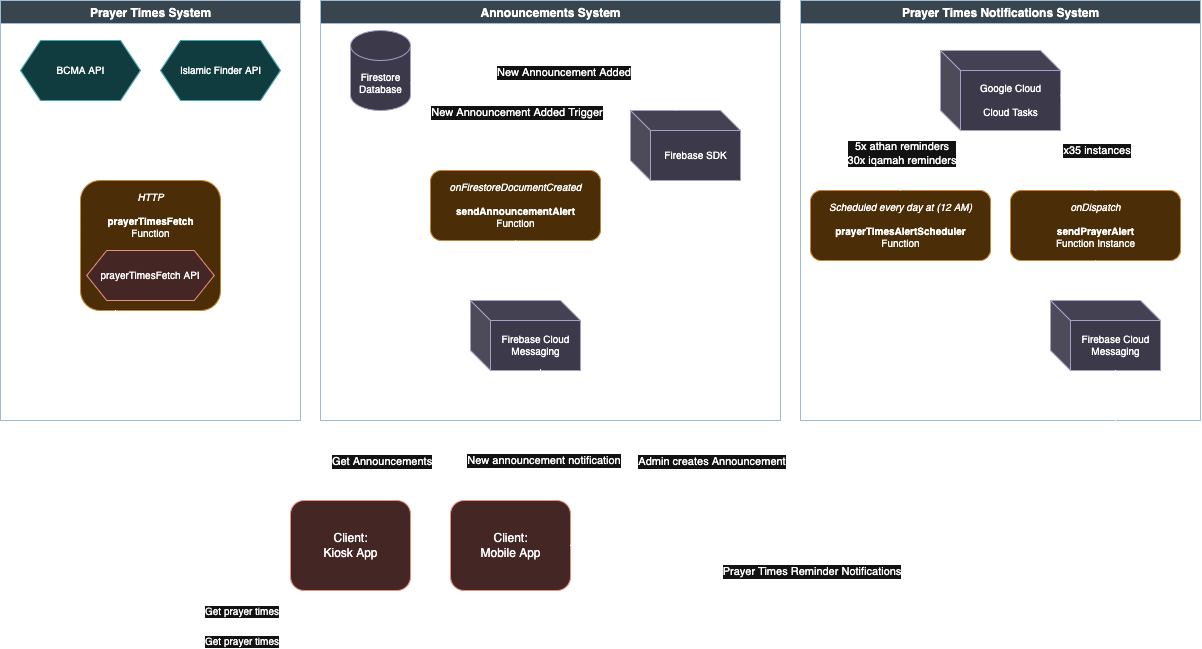 Prayer Times System
BCMA API
Islamic Finder API
HTTP
prayerTimesFetch
Function
prayerTimesFetch API
Announcements System
Firestore
Database
New Announcement Added
New Announcement Added Trigger
Firebase SDK
onFirestoreDocumentCreated
sendAnnouncementAlert
Function
Firebase Cloud
Messaging
Prayer Times Notifications System
Google Cloud
Cloud Tasks
5x athan reminders
30x iqamah reminders
x35 instances
Scheduled every day at (12 AM)
prayerTImesAlertScheduler
Function
onDispatch
sendPrayerAlert
Function Instance
Firebase Cloud
Messaging
Get Announcements
New announcement notification
Admin creates Announcement
Client:
Kiosk App
Client:
Mobile App
Prayer Times Reminder Notifications
Get prayer times
Get prayer times